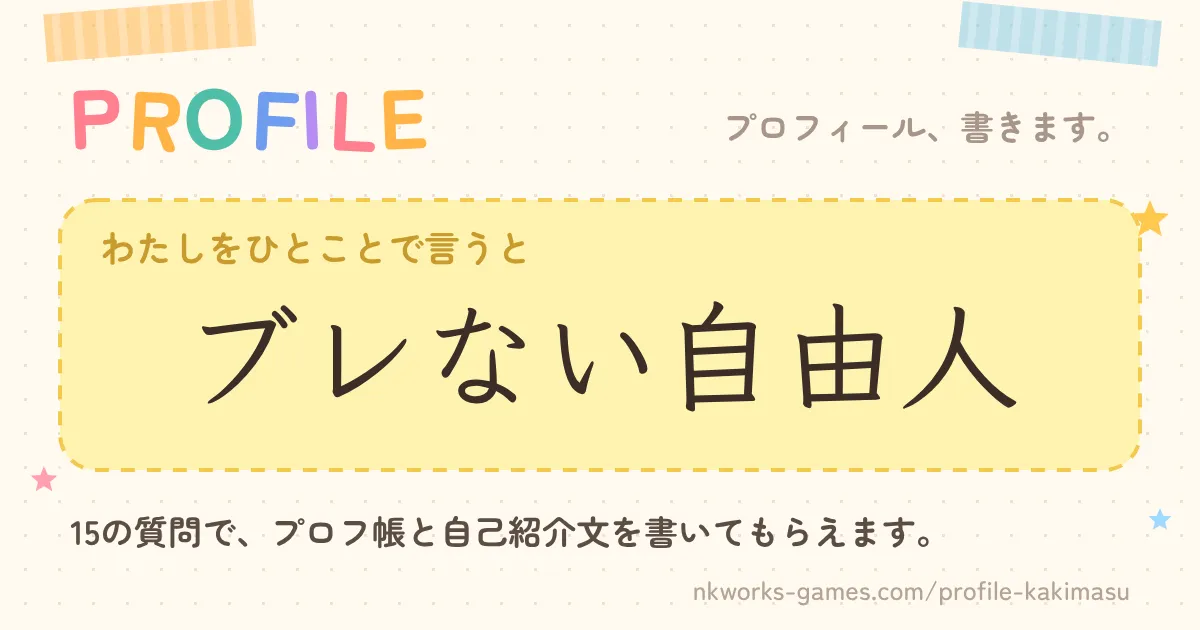 PROFILE
プロフィール、書きます。
わたしをひとことで言うと
ブレない自由人
15の質問で、プロフ帳と自己紹介文を書いてもらえます。
nkworks-games.com/profile-kakimasu